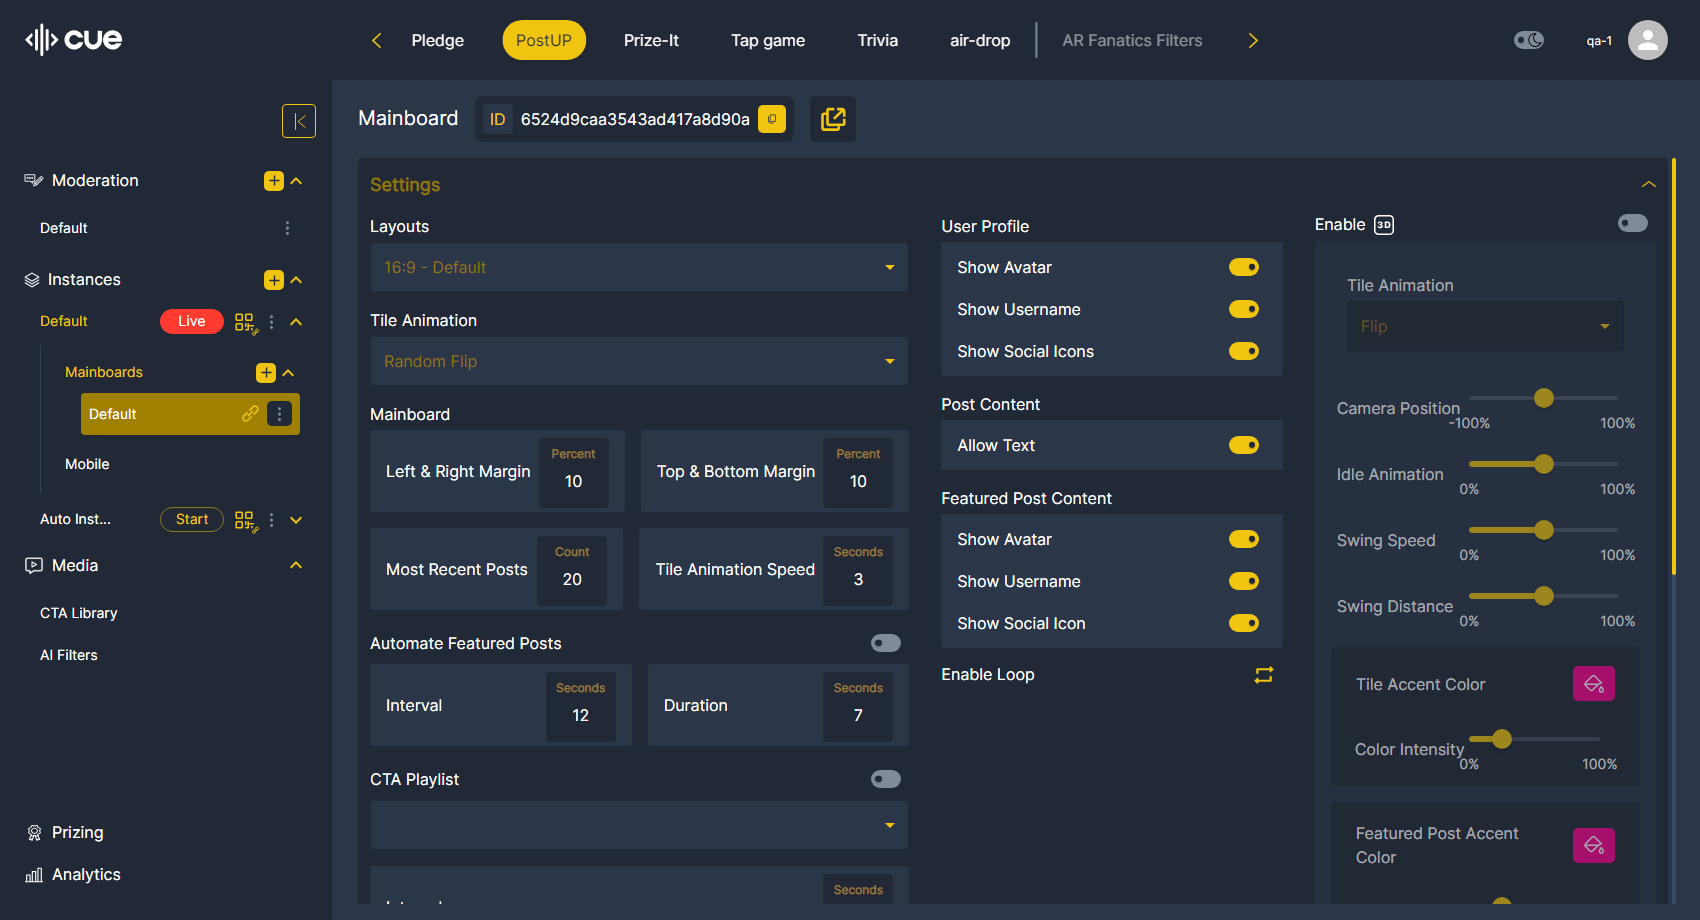 cue
Pledge
PostUP
Prize-It
Tap game
Trivia
air-drop
AR Fanatics Filters
qa-1
Moderation
Default
Instances
Default
Live
Mainboards
Default
Mobile
Auto Inst...
Start
Media
CTA Library
AI Filters
Prizing
Analytics
Mainboard
ID 6524d9caa3543ad417a8d90a
Settings
Layouts
16:9 - Default
Tile Animation
Random Flip
Mainboard
Left & Right Margin
Percent
10
Top & Bottom Margin
Percent
10
Most Recent Posts
Count
20
Tile Animation Speed
Seconds
3
Automate Featured Posts
Interval
Seconds
12
Duration
Seconds
7
CTA Playlist
Seconds
User Profile
Show Avatar
Show Username
Show Social Icons
Post Content
Allow Text
Featured Post Content
Show Avatar
Show Username
Show Social Icon
Enable Loop
Enable 3D
Tile Animation
Flip
Camera Position
-100% 100%
Idle Animation
0% 100%
Swing Speed
0% 100%
Swing Distance
0% 100%
Tile Accent Color
Color Intensity
0% 100%
Featured Post Accent
Color